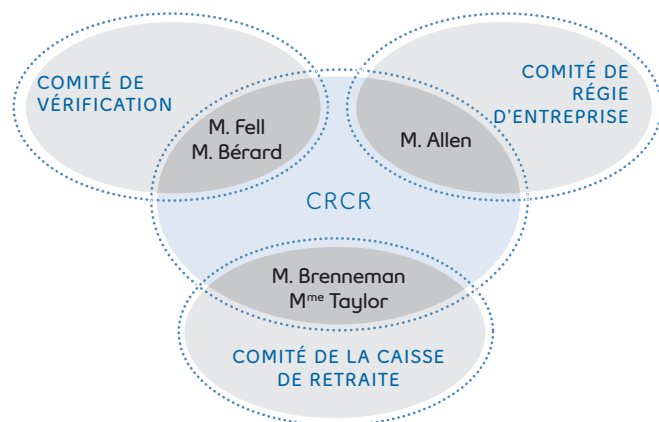 COMITÉ DE
VÉRIFICATION
COMITÉ DE
RÉGIE
D'ENTREPRISE
M. Fell
M. Bérard
M. Allen
CRCR
M. Brenneman
Mme Taylor
COMITÉ DE LA CAISSE
DE RETRAITE